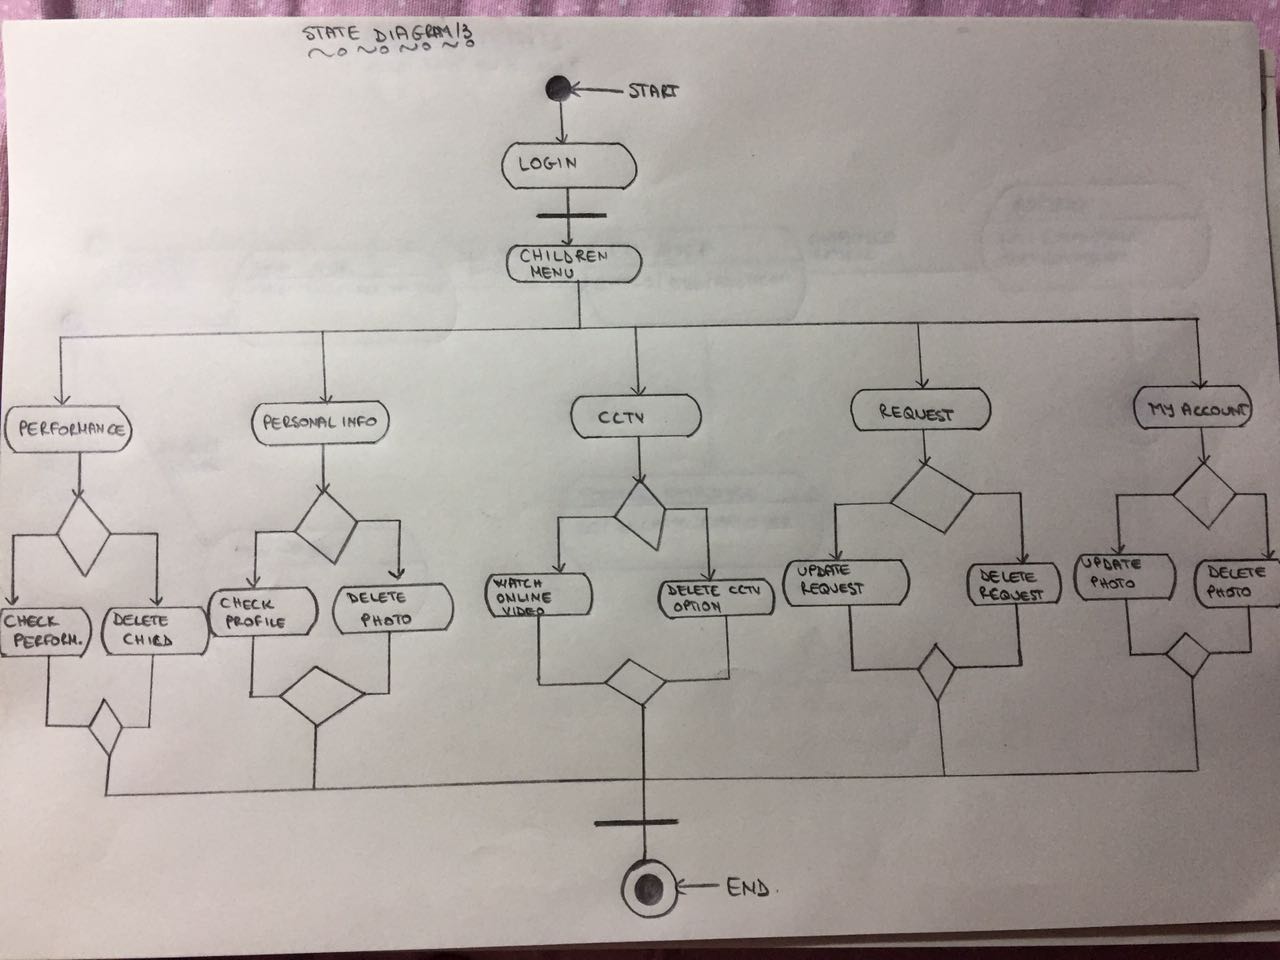 STATE DIAGRAM/3
START
LOGIN
CHILDREN
MENU
PERFORMANCE
PERSONAL INFO
CCTV
REQUEST
MY ACCOUNT
CHECK
PERFORM.
DELETE
CHILD
CHECK
PROFILE
DELETE
PHOTO
WATCH
ONLINE
VIDEO
DELETE CCTV
OPTION
UPDATE
REQUEST
DELETE
REQUEST
UPDATE
PHOTO
DELETE
PHOTO
END.